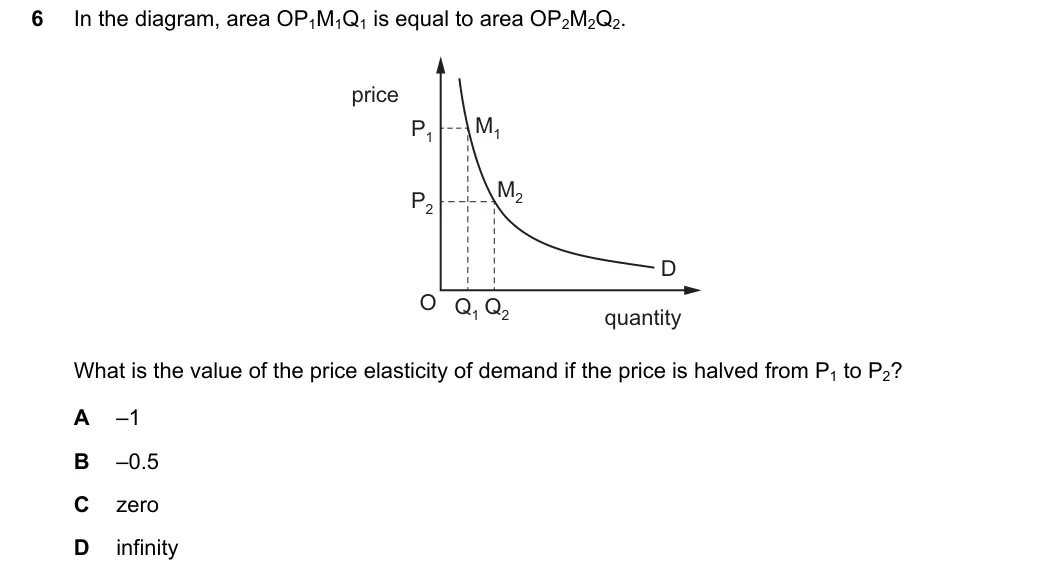 6 In the diagram, area OP₁M₁Q₁ is equal to area OP₂M₂Q₂.
price
P₁
M₁
P₂
M₂
D
O Q₁ Q₂
quantity
What is the value of the price elasticity of demand if the price is halved from P₁ to P₂?
A –1
B –0.5
C zero
D infinity